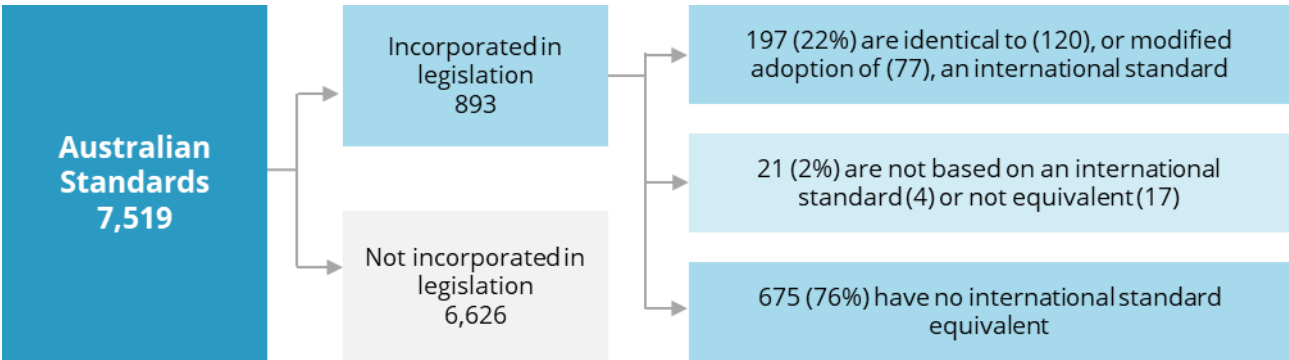 Australian
Standards
7,519
Incorporated in
legislation
893
Not incorporated in
legislation
6,626
197 (22%) are identical to (120), or modified
adoption of (77), an international standard
21 (2%) are not based on an international
standard (4) or not equivalent (17)
675 (76%) have no international standard
equivalent